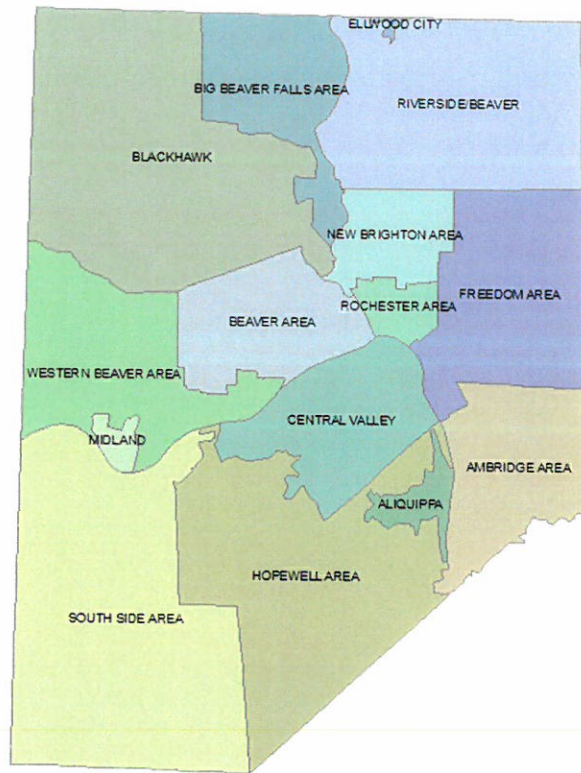 ELLWOOD CITY
BIG BEAVER FALLS AREA
RIVERSIDE/BEAVER
BLACKHAWK
NEW BRIGHTON AREA
FREEDOM AREA
ROCHESTER AREA
BEAVER AREA
WESTERN BEAVER AREA
CENTRAL VALLEY
MIDLAND
AMBRIDGE AREA
ALIQUIPPA
HOPEWELL AREA
SOUTH SIDE AREA